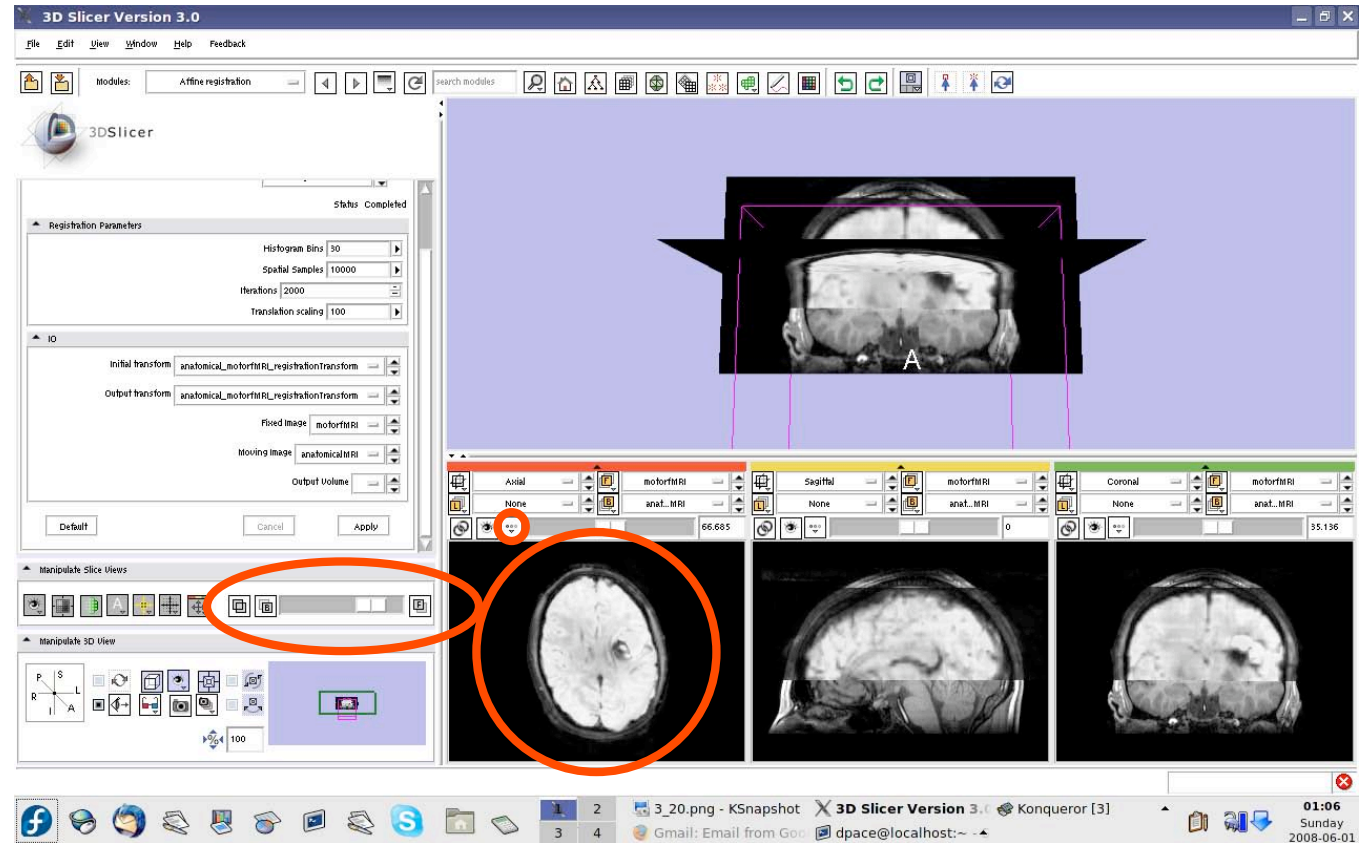 3D Slicer Version 3.0
File Edit View Window Help Feedback
Modules: Affine registration search modules
3DSlicer
Status Completed
Registration Parameters
Histogram Bins 30
Spatial Samples 10000
Iterations 2000
Translation scaling 100
IO
Initial transform anatomical_motorfMRI_registrationTransform
Output transform anatomical_motorfMRI_registrationTransform
Fixed Image motorfMRI
Moving Image anatomicalMRI
Output Volume
Default Cancel Apply
Manipulate Slice Views
A B F
Manipulate 3D View
P S
R L
I A
% 100
A
Axial F motorfMRI Sagittal F motorfMRI Coronal F motorfMRI
L None B anat...MRI L None B anat...MRI L None B anat...MRI
66.685 0 35.136
1 2 3_20.png - KSnapshot 3D Slicer Version 3. Konqueror [3] 01:06
3 4 Gmail: Email from Goo dpace@localhost:~ - Sunday
2008-06-01